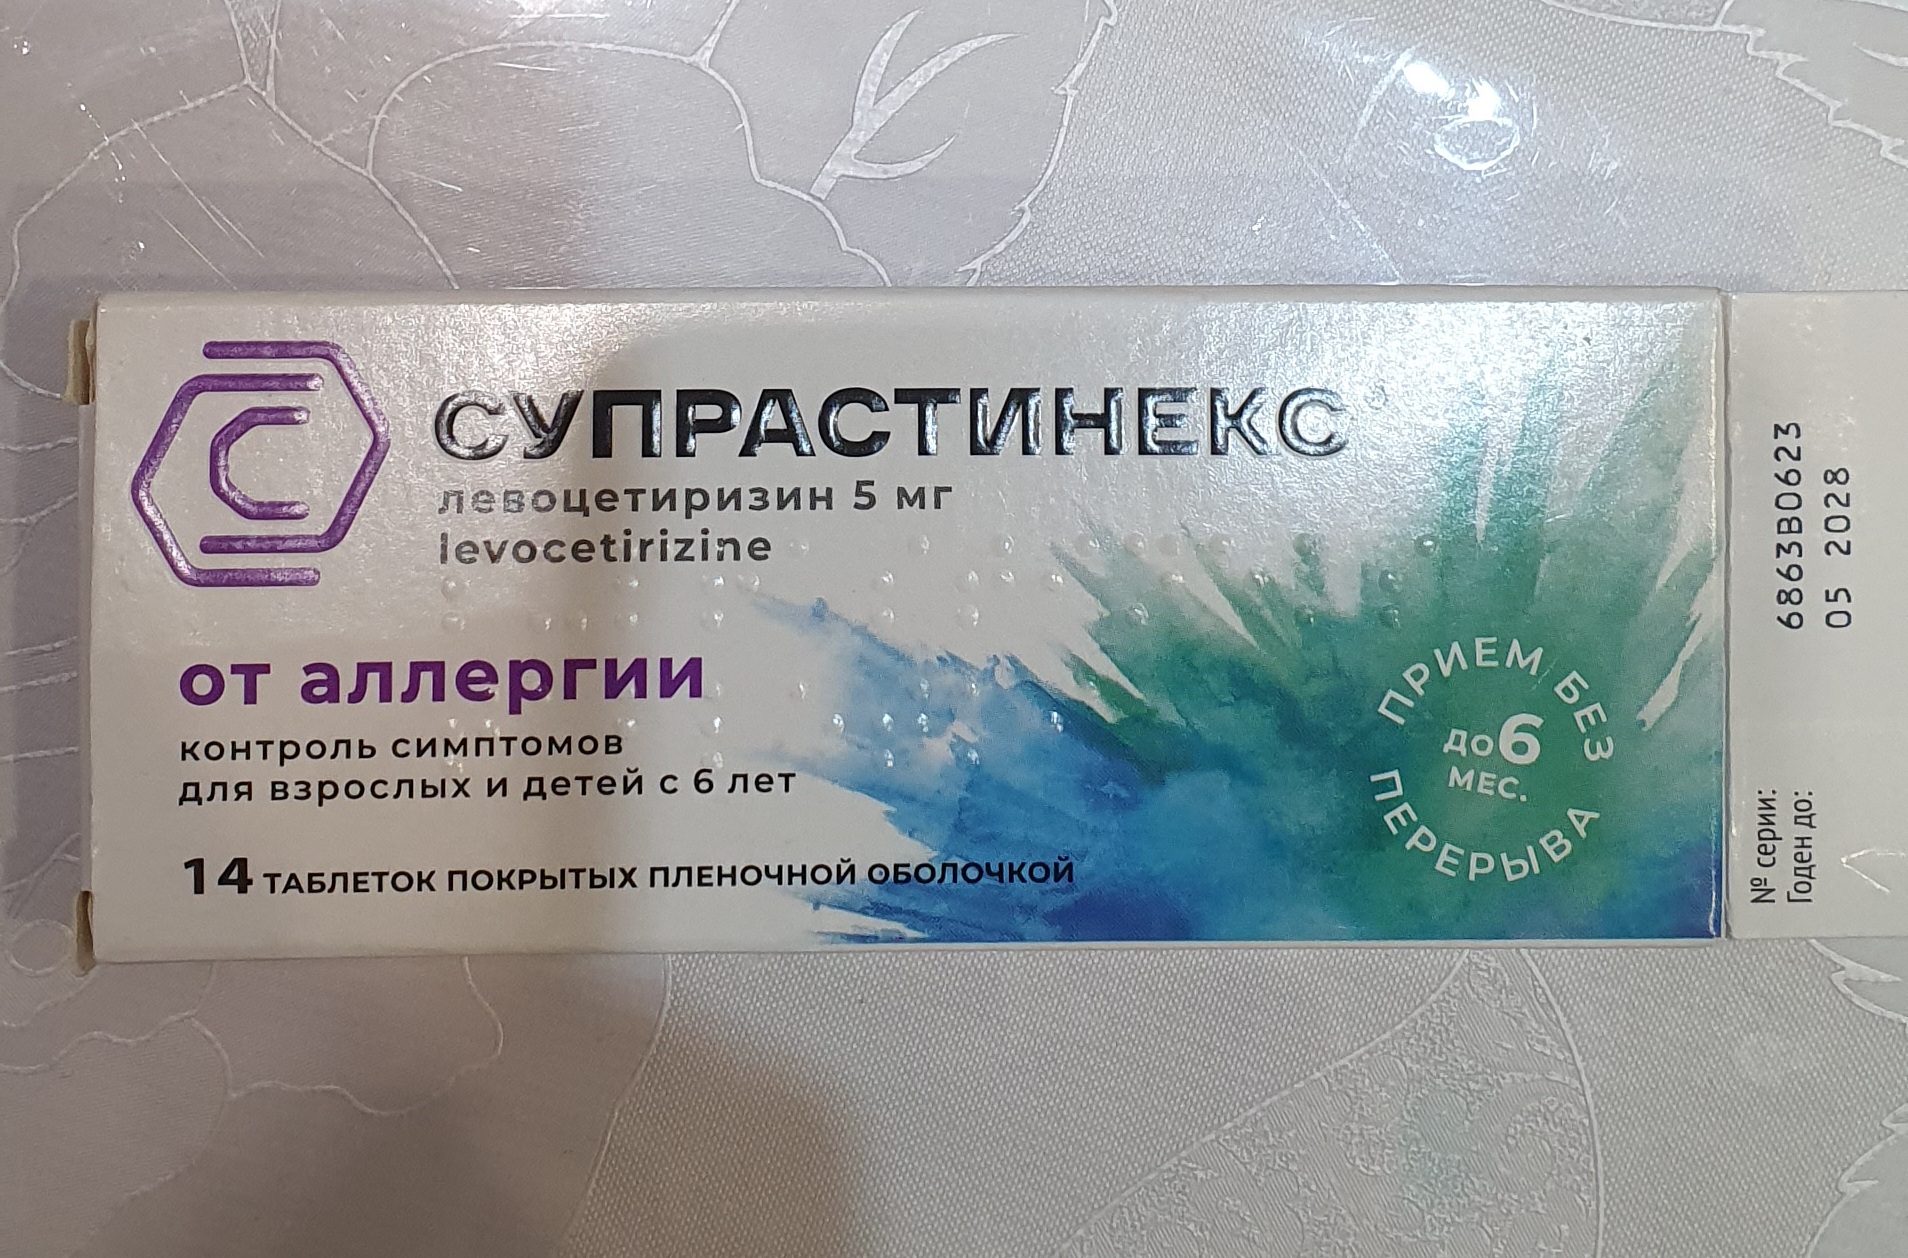 СУПРАСТИНЕКС®
левоцетиризин 5 мг
levocetirizine
от аллергии
контроль симптомов
для взрослых и детей с 6 лет
14 ТАБЛЕТОК ПОКРЫТЫХ ПЛЕНОЧНОЙ ОБОЛОЧКОЙ
ПРИЕМ БЕЗ
ДО 6
МЕС.
ПЕРЕРЫВА
№ серии: 6863B0623
Годен до: 05 2028